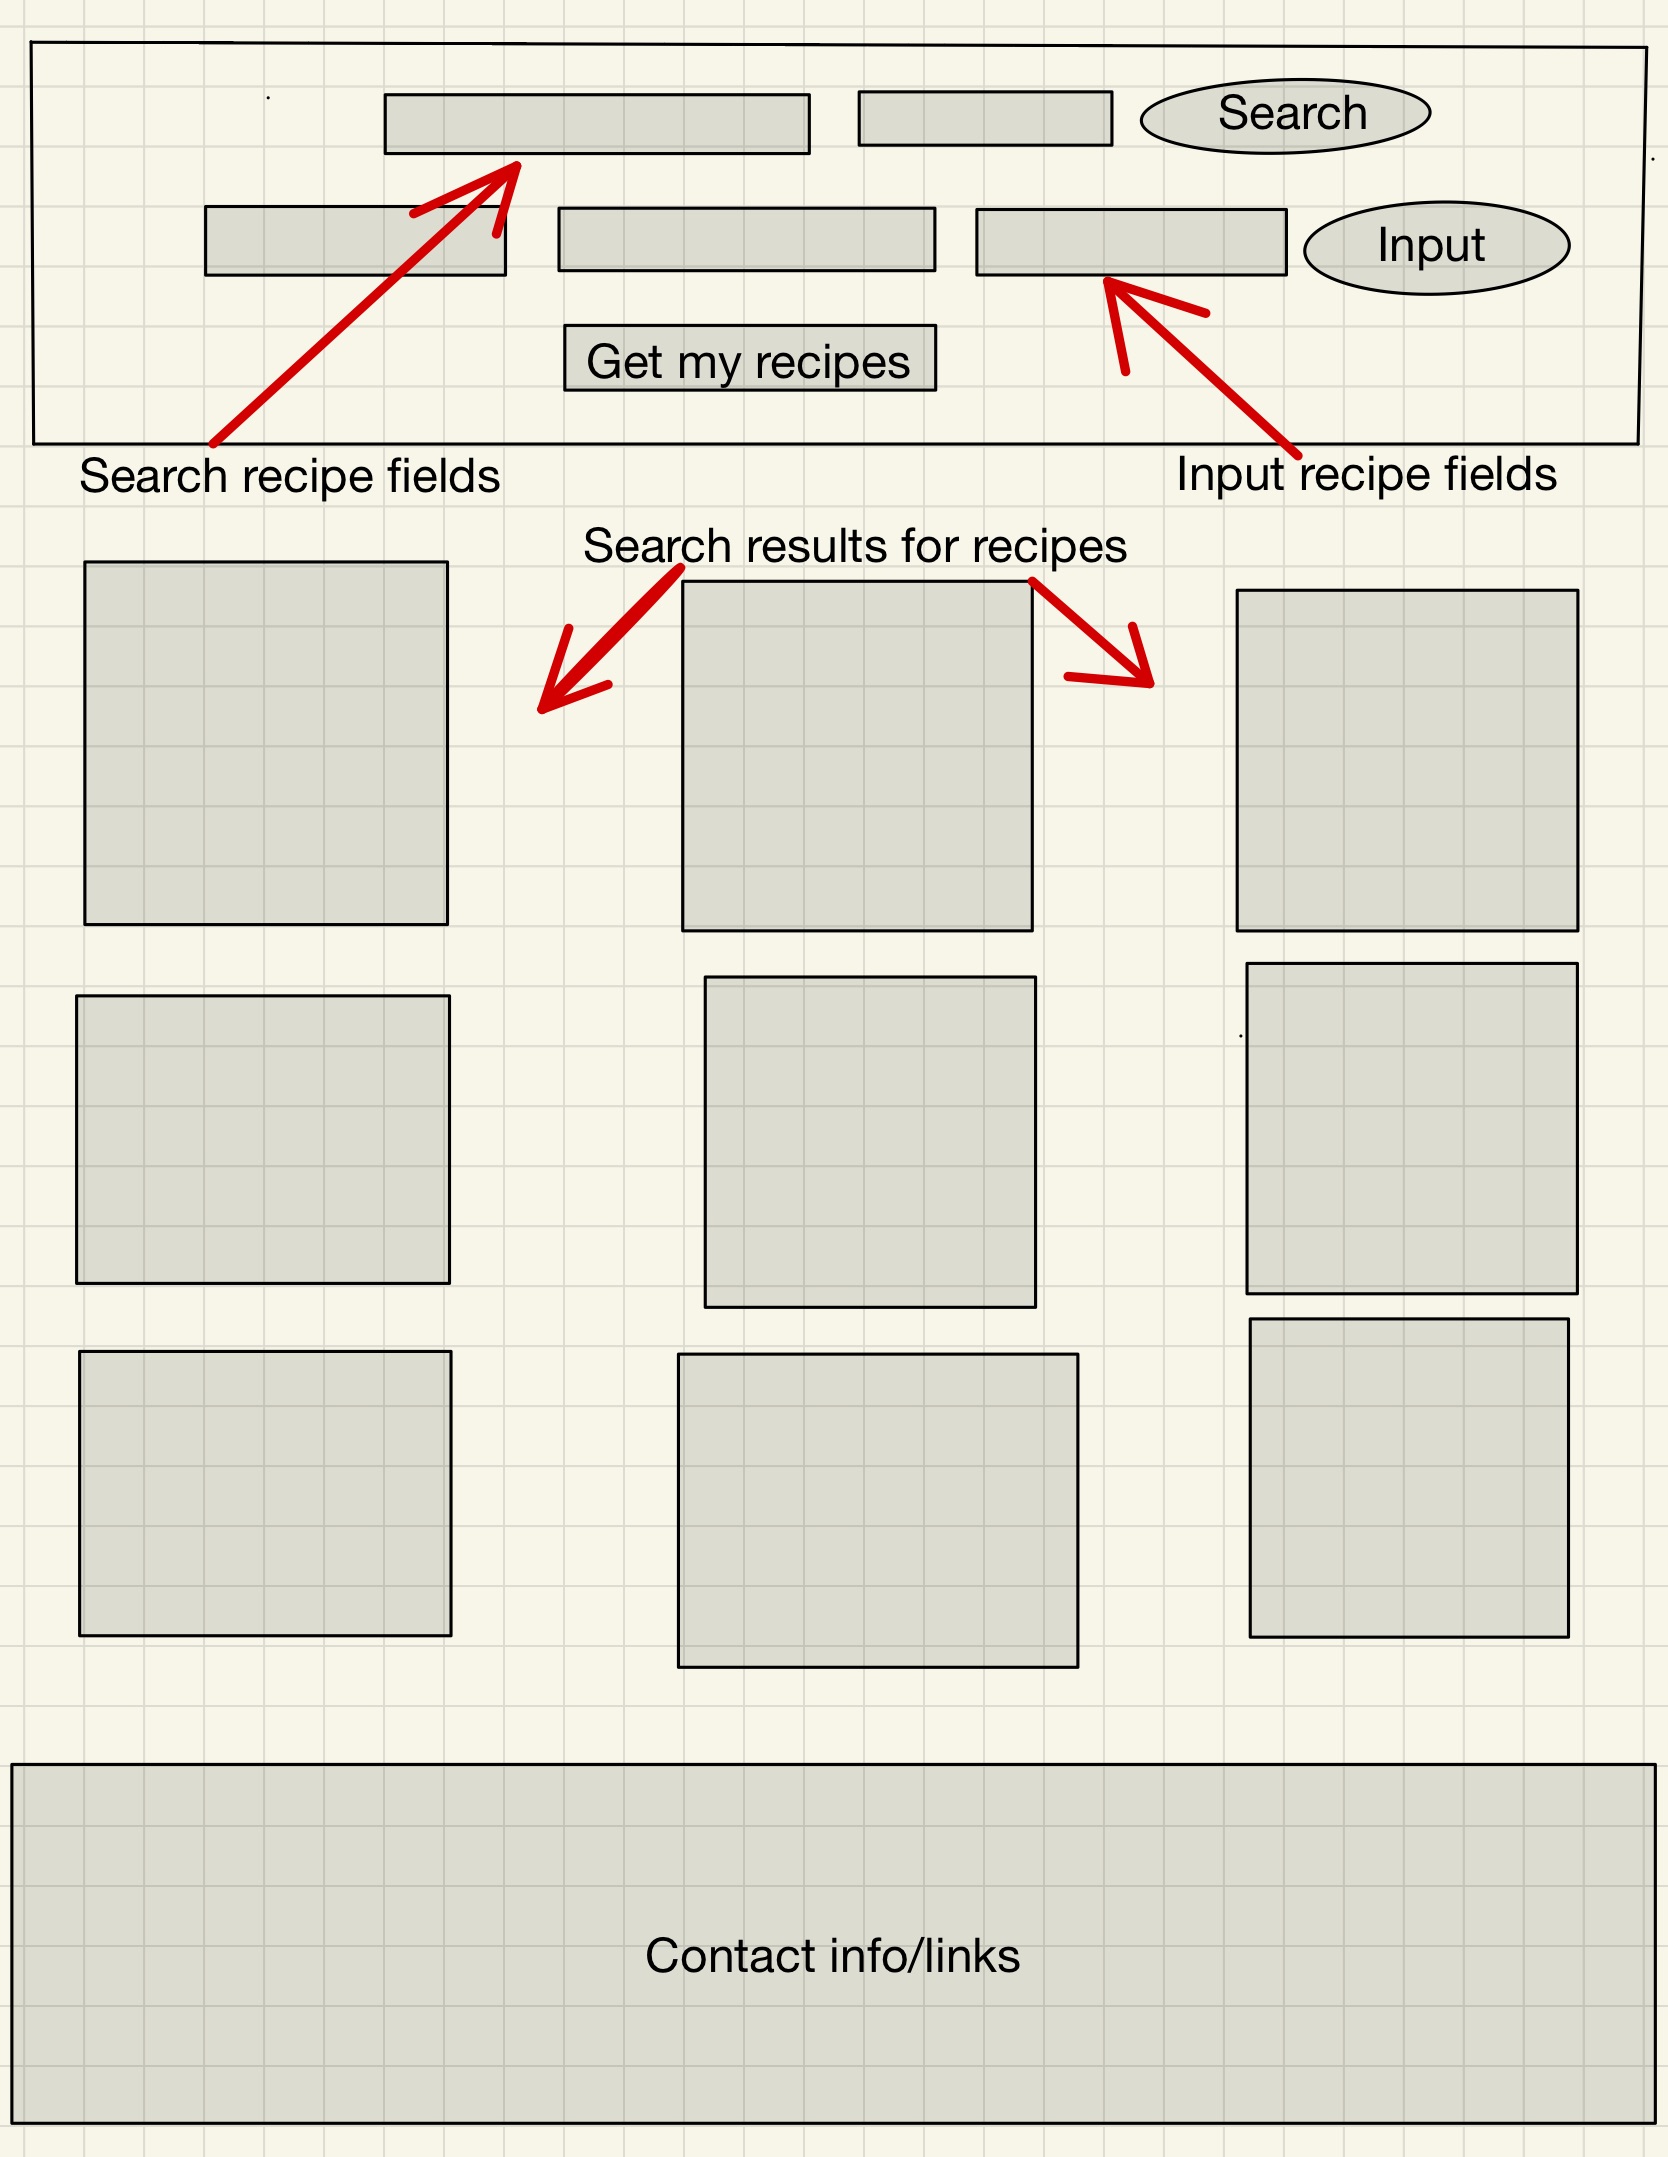 Search
Input
Get my recipes
Search recipe fields
Input recipe fields
Search results for recipes
Contact info/links